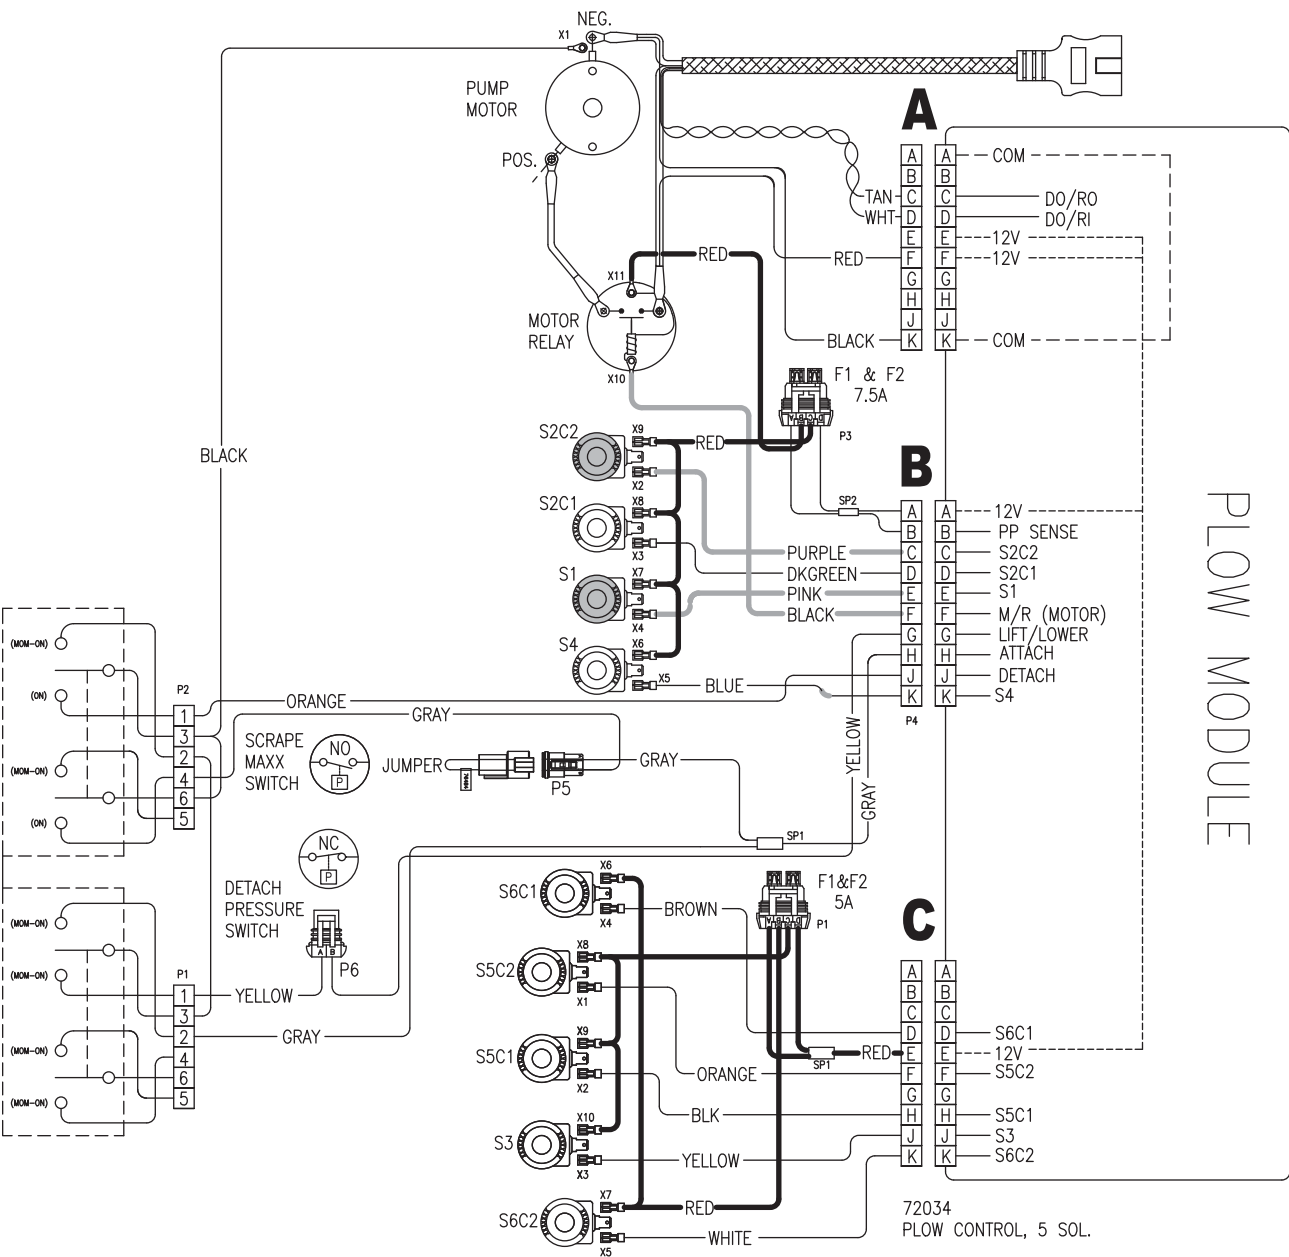 NEG.
X1
PUMP
MOTOR
POS.
A
A A COM
B B
TAN C C DO/RO
WHT D D DO/RI
E E 12V
RED RED F F 12V
G G
H H
J J
BLACK K K COM
X11
MOTOR
RELAY
X10
F1 & F2
7.5A
A B C D
P3
BLACK
S2C2 X9 RED
X2
B
S2C1 X8
X3
SP2
A A 12V
B B PP SENSE
PURPLE C C S2C2
DKGREEN D D S2C1
PINK E E S1
BLACK F F M/R (MOTOR)
G G LIFT/LOWER
H H ATTACH
J J DETACH
K K S4
P4
S1 X7
X4
S4 X6
X5 BLUE
PLOW MODULE
(MOM-ON)
(ON)
(MOM-ON)
(ON)
P2
1
3
2
4
6
5
ORANGE
GRAY
SCRAPE
MAXX
SWITCH
NO
P
JUMPER
P5
GRAY
YELLOW
GRAY
SP1
NC
P
DETACH
PRESSURE
SWITCH
A B
P6
(MOM-ON)
(MOM-ON)
(MOM-ON)
(MOM-ON)
P1
1
3
2
4
6
5
YELLOW
GRAY
S6C1 X6
X4 BROWN
F1&F2
5A
A B C D
P1
C
S5C2 X8
X1
S5C1 X9
X2
ORANGE
BLK
S3 X10
X3 YELLOW
S6C2 X7 RED
X5 WHITE
SP1 RED
A A
B B
C C
D D S6C1
E E 12V
F F S5C2
G G
H H S5C1
J J S3
K K S6C2
72034
PLOW CONTROL, 5 SOL.